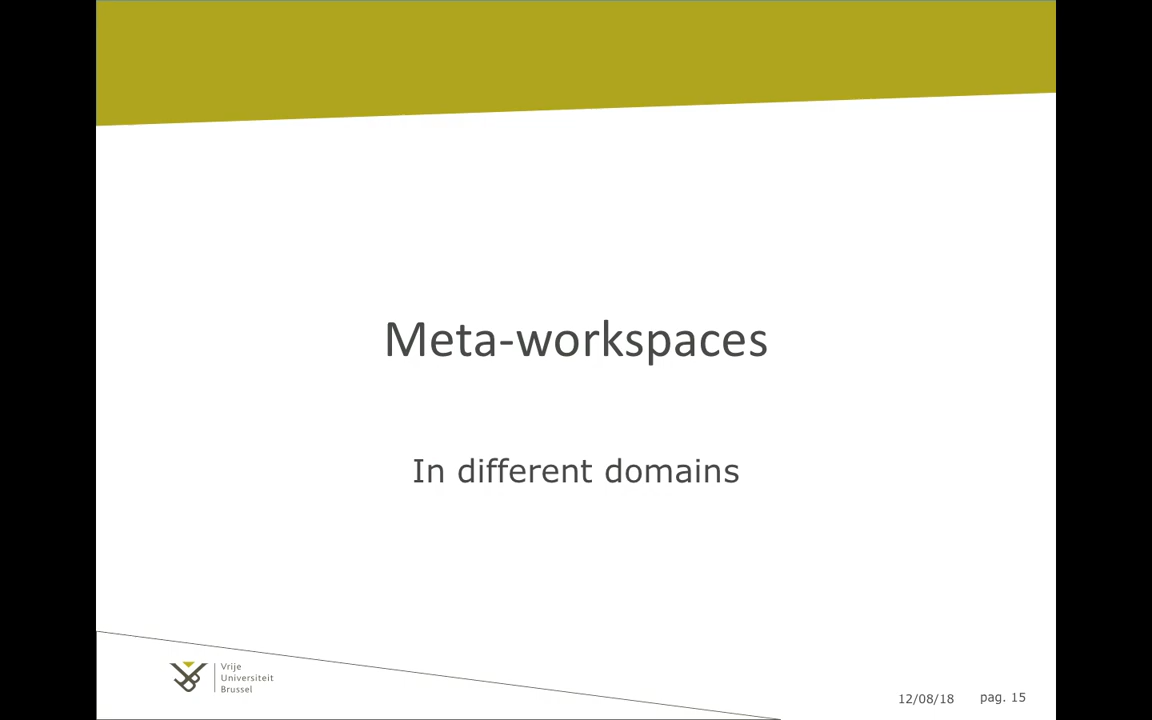 Meta-workspaces
In different domains
Vrije
Universiteit
Brussel
12/08/18 pag. 15